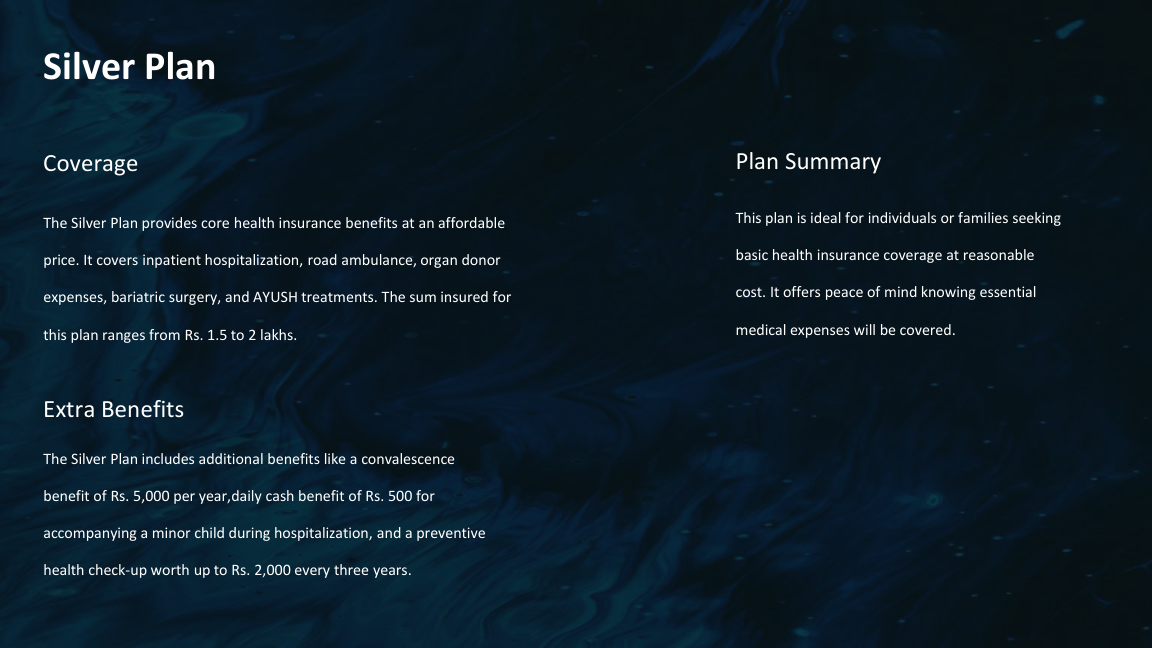 Silver Plan
Coverage
The Silver Plan provides core health insurance benefits at an affordable
price. It covers inpatient hospitalization, road ambulance, organ donor
expenses, bariatric surgery, and AYUSH treatments. The sum insured for
this plan ranges from Rs. 1.5 to 2 lakhs.
Extra Benefits
The Silver Plan includes additional benefits like a convalescence
benefit of Rs. 5,000 per year,daily cash benefit of Rs. 500 for
accompanying a minor child during hospitalization, and a preventive
health check-up worth up to Rs. 2,000 every three years.
Plan Summary
This plan is ideal for individuals or families seeking
basic health insurance coverage at reasonable
cost. It offers peace of mind knowing essential
medical expenses will be covered.